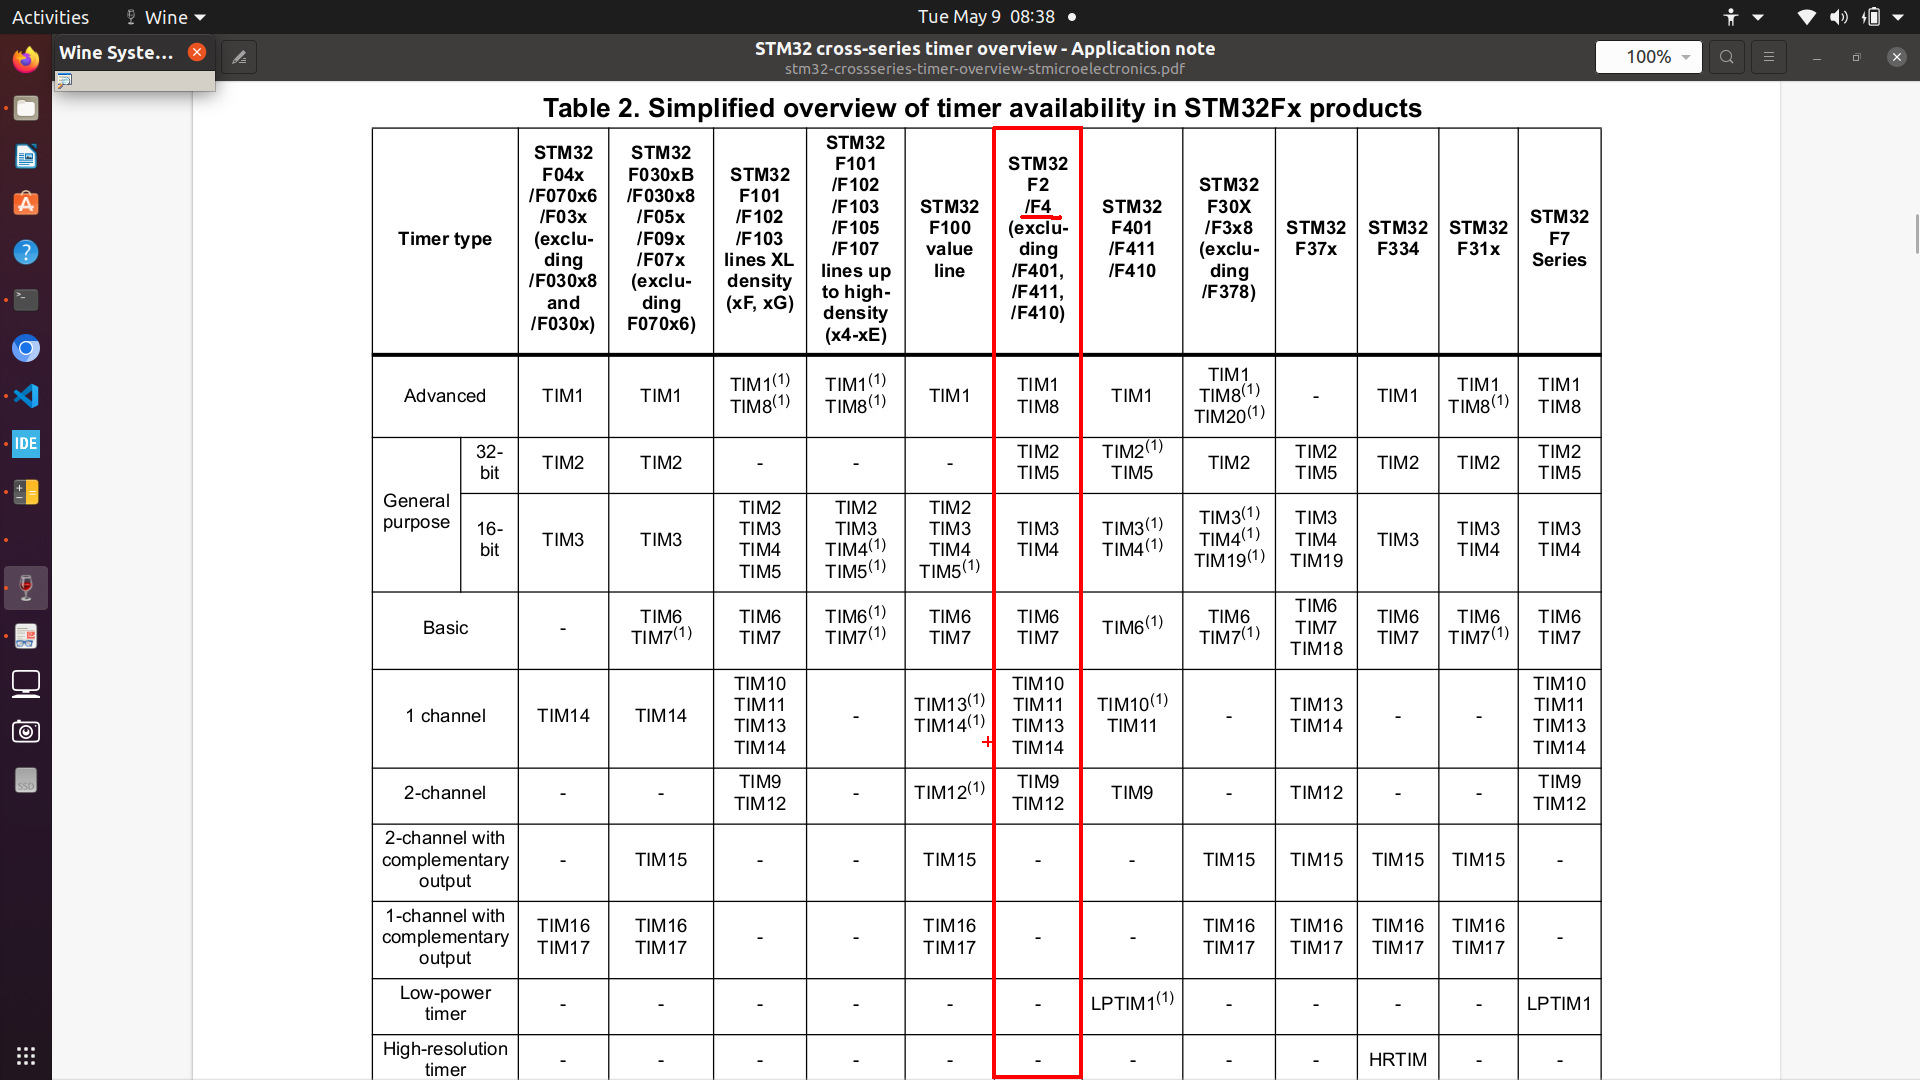 Activities
Wine
Tue May 9 08:38
Wine Syste...
STM32 cross-series timer overview - Application note
stm32-crossseries-timer-overview-stmicroelectronics.pdf
100%
IDE
SSD
Table 2. Simplified overview of timer availability in STM32Fx products
Timer type
STM32
F04x
/F070x6
/F03x
(exclu-
ding
/F030x8
and
/F030x)
STM32
F030xB
/F030x8
/F05x
/F09x
/F07x
(exclu-
ding
F070x6)
STM32
F101
/F102
/F103
lines XL
density
(xF, xG)
STM32
F101
/F102
/F103
/F105
/F107
lines up
to high-
density
(x4-xE)
STM32
F100
value
line
STM32
F2
/F4
(exclu-
ding
/F401,
/F411,
/F410)
STM32
F401
/F411
/F410
STM32
F30X
/F3x8
(exclu-
ding
/F378)
STM32
F37x
STM32
F334
STM32
F31x
STM32
F7
Series
Advanced
TIM1
TIM1
TIM1(1)
TIM8(1)
TIM1(1)
TIM8(1)
TIM1
TIM1
TIM8
TIM1
TIM1
TIM8(1)
TIM20(1)
-
TIM1
TIM1
TIM8(1)
TIM1
TIM8
General
purpose
32-
bit
TIM2
TIM2
-
-
-
TIM2
TIM5
TIM2(1)
TIM5
TIM2
TIM2
TIM5
TIM2
TIM2
TIM2
TIM5
16-
bit
TIM3
TIM3
TIM2
TIM3
TIM4
TIM5
TIM2
TIM3
TIM4(1)
TIM5(1)
TIM2
TIM3
TIM4
TIM5(1)
TIM3
TIM4
TIM3(1)
TIM4(1)
TIM3(1)
TIM4(1)
TIM19(1)
TIM3
TIM4
TIM19
TIM3
TIM3
TIM4
TIM3
TIM4
Basic
-
TIM6
TIM7(1)
TIM6
TIM7
TIM6(1)
TIM7(1)
TIM6
TIM7
TIM6
TIM7
TIM6(1)
TIM6
TIM7(1)
TIM6
TIM7
TIM18
TIM6
TIM7
TIM6
TIM7(1)
TIM6
TIM7
1 channel
TIM14
TIM14
TIM10
TIM11
TIM13
TIM14
-
TIM13(1)
TIM14(1)
TIM10
TIM11
TIM13
TIM14
TIM10(1)
TIM11
-
TIM13
TIM14
-
-
TIM10
TIM11
TIM13
TIM14
2-channel
-
-
TIM9
TIM12
-
TIM12(1)
TIM9
TIM12
TIM9
-
TIM12
-
-
TIM9
TIM12
2-channel with
complementary
output
-
TIM15
-
-
TIM15
-
-
TIM15
TIM15
TIM15
TIM15
-
1-channel with
complementary
output
TIM16
TIM17
TIM16
TIM17
-
-
TIM16
TIM17
-
-
TIM16
TIM17
TIM16
TIM17
TIM16
TIM17
TIM16
TIM17
-
Low-power
timer
-
-
-
-
-
-
LPTIM1(1)
-
-
-
-
LPTIM1
High-resolution
timer
-
-
-
-
-
-
-
-
-
HRTIM
-
-